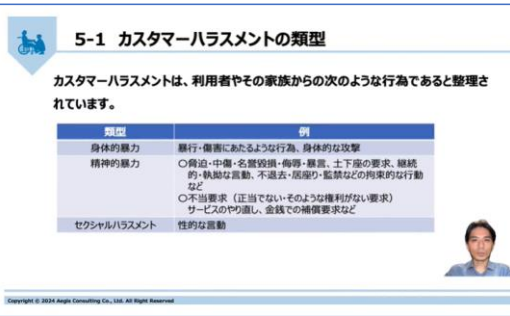 5-1 カスタマーハラスメントの類型
カスタマーハラスメントは、利用者やその家族からの次のような行為であると整理さ
れています。
類型 例
身体的暴力 暴行・傷害にあたるような行為、身体的な攻撃
精神的暴力 〇脅迫・中傷・名誉毀損・侮辱・暴言、土下座の要求、継続
的・執拗な言動、不退去・居座り・監禁などの拘束的な行動
など
〇不当要求（正当でない・そのような権利がない要求）
サービスのやり直し、金銭での補償要求など
セクシャルハラスメント 性的な言動
Copyright © 2024 Aegis Consulting Co., Ltd. All Right Reserved